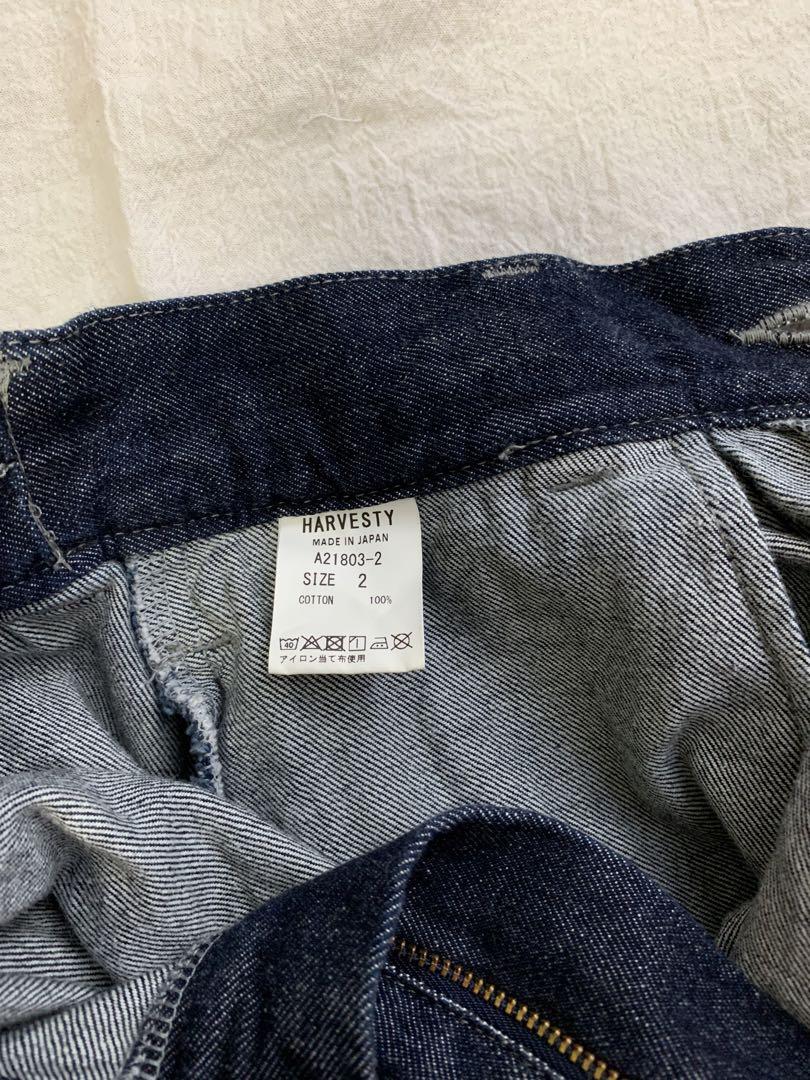 HARVESTY
MADE IN JAPAN
A21803-2
SIZE 2
COTTON 100%
40
アイロン当て布使用